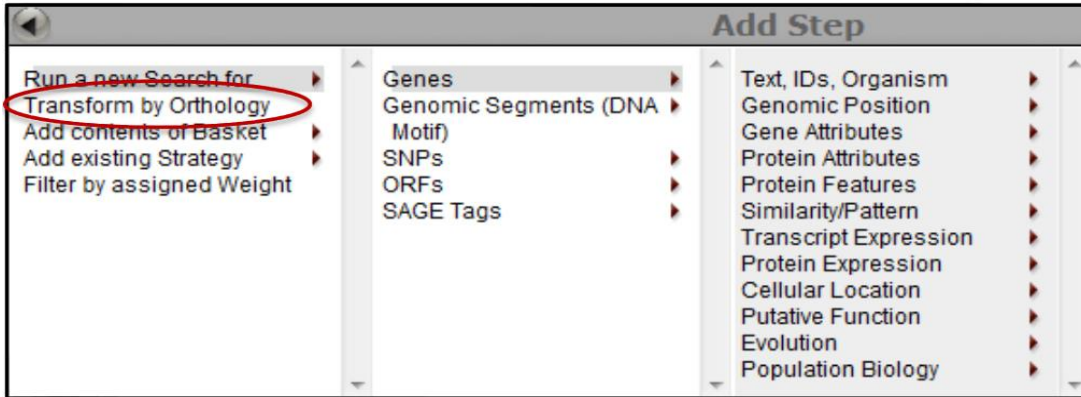 Add Step
Run a new Search for
Transform by Orthology
Add contents of Basket
Add existing Strategy
Filter by assigned Weight
Genes
Genomic Segments (DNA
Motif)
SNPs
ORFs
SAGE Tags
Text, IDs, Organism
Genomic Position
Gene Attributes
Protein Attributes
Protein Features
Similarity/Pattern
Transcript Expression
Protein Expression
Cellular Location
Putative Function
Evolution
Population Biology